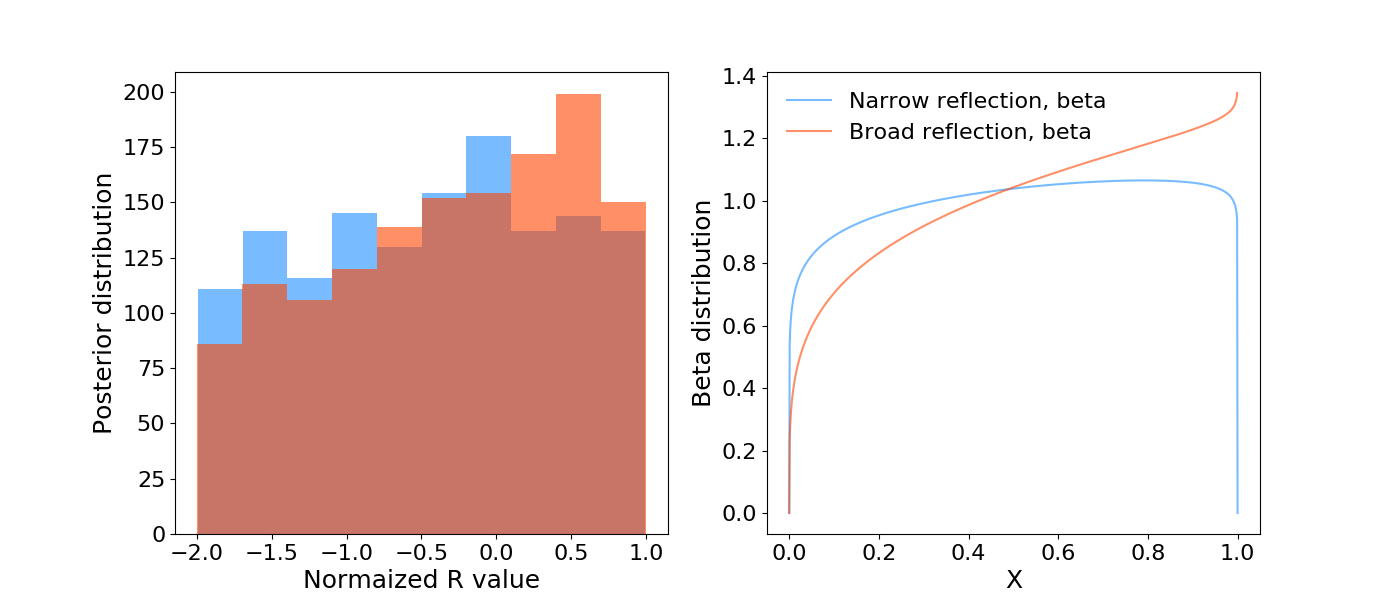 Posterior distribution
200
175
150
125
100
75
50
25
0
−2.0 −1.5 −1.0 −0.5 0.0 0.5 1.0
Normaized R value
Beta distribution
1.4
1.2
1.0
0.8
0.6
0.4
0.2
0.0
Narrow reflection, beta
Broad reflection, beta
0.0 0.2 0.4 0.6 0.8 1.0
X